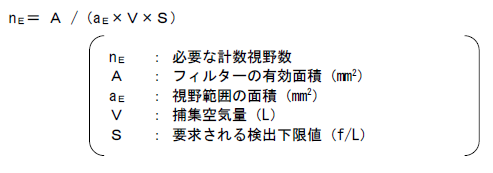 nE＝ A /（aE×V×S）
nE ： 必要な計数視野数
A ： フィルターの有効面積（mm²）
aE ： 視野範囲の面積（mm²）
V ： 捕集空気量（L）
S ： 要求される検出下限値（f/L）